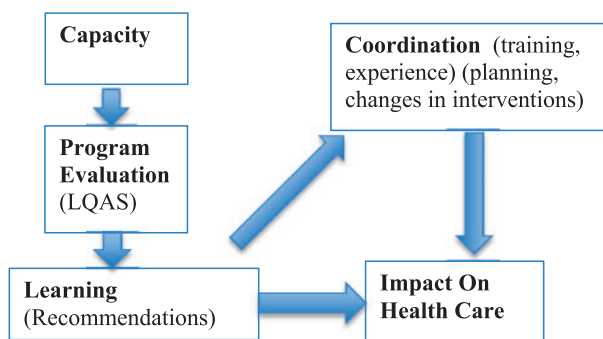 Capacity
Program
Evaluation
(LQAS)
Learning
(Recommendations)
Coordination (training,
experience) (planning,
changes in interventions)
Impact On
Health Care